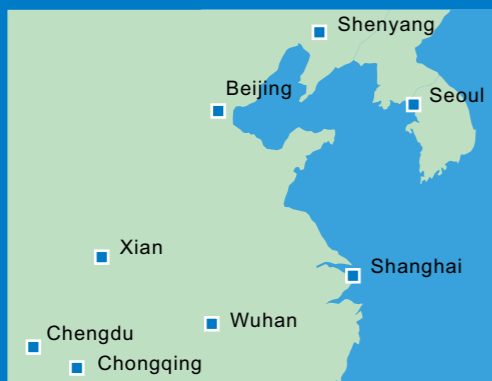 Shenyang
Beijing
Seoul
Xian
Shanghai
Wuhan
Chengdu
Chongqing